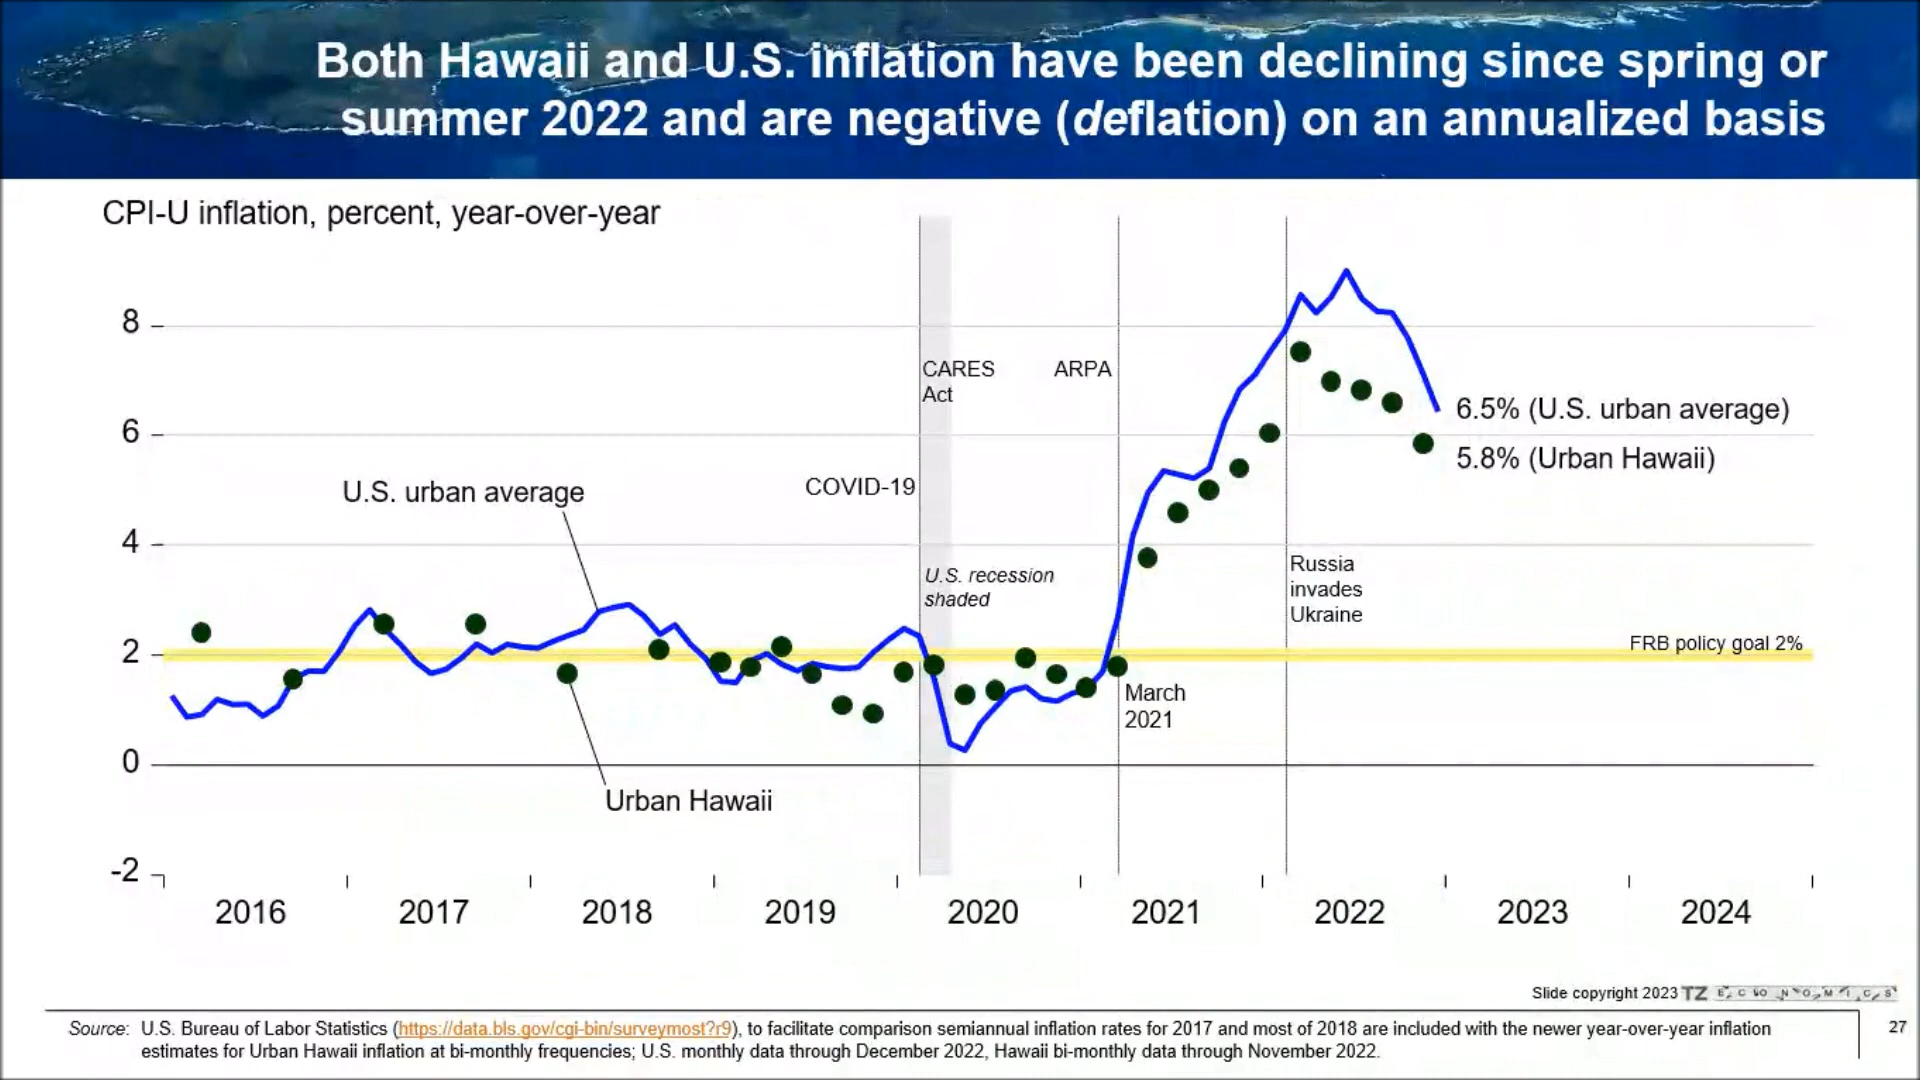 Both Hawaii and U.S. inflation have been declining since spring or
summer 2022 and are negative (deflation) on an annualized basis
CPI-U inflation, percent, year-over-year
8
6
4
2
0
-2
CARES
Act
ARPA
COVID-19
U.S. urban average
U.S. recession
shaded
6.5% (U.S. urban average)
5.8% (Urban Hawaii)
Russia
invades
Ukraine
FRB policy goal 2%
March
2021
Urban Hawaii
2016
2017
2018
2019
2020
2021
2022
2023
2024
Slide copyright 2023 TZ ECONOMICS
Source: U.S. Bureau of Labor Statistics (https://data.bls.gov/cgi-bin/surveymost?r9), to facilitate comparison semiannual inflation rates for 2017 and most of 2018 are included with the newer year-over-year inflation
estimates for Urban Hawaii inflation at bi-monthly frequencies; U.S. monthly data through December 2022, Hawaii bi-monthly data through November 2022.
27